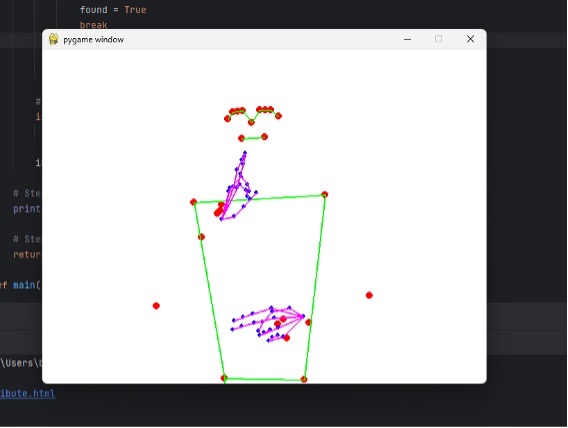 found = True
break
pygame window
#
i
i
# Ste
print
# Ste
retur
ef main(
\Users\b
ibute.html